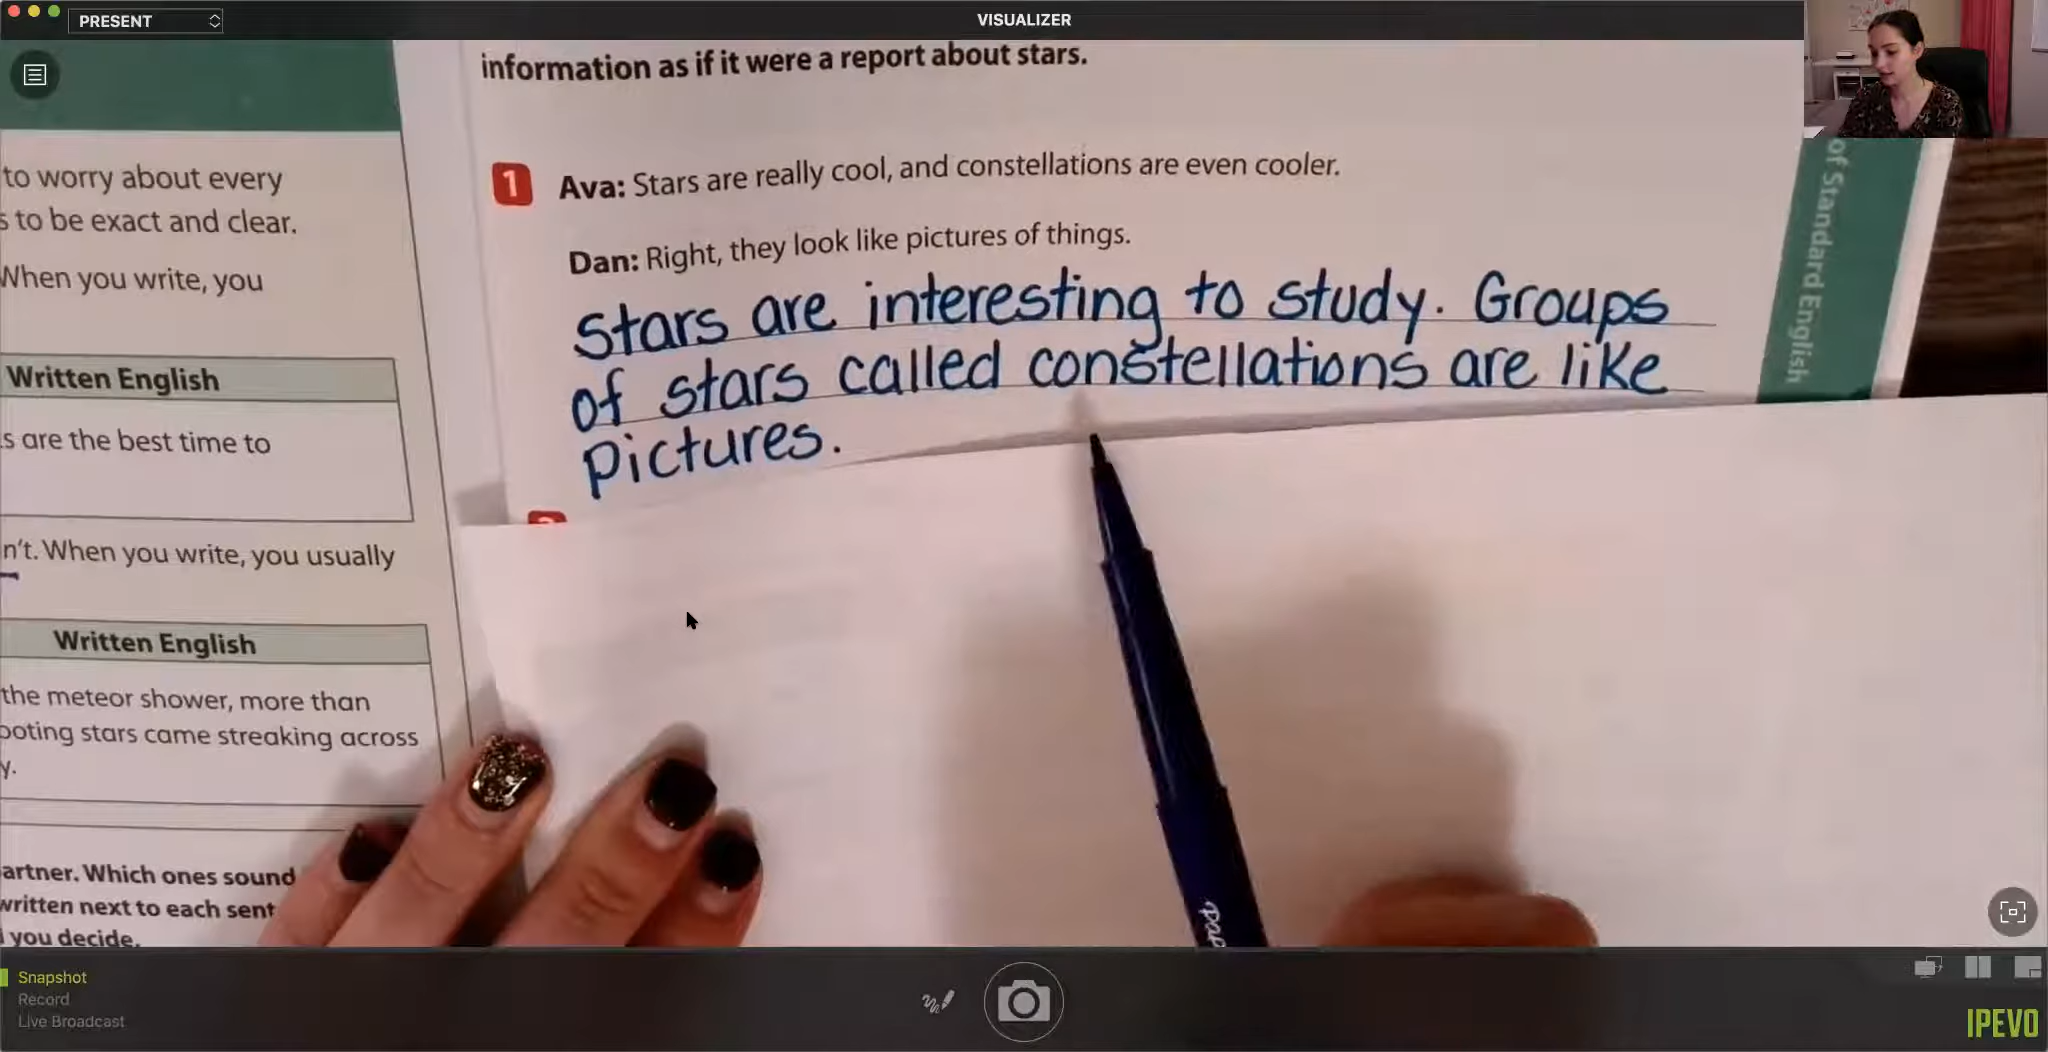 PRESENT
VISUALIZER
information as if it were a report about stars.
1 Ava: Stars are really cool, and constellations are even cooler.
Dan: Right, they look like pictures of things.
Stars are interesting to study. Groups
of stars called constellations are like
pictures.
of Standard English
to worry about every
s to be exact and clear.
When you write, you
Written English
s are the best time to
n't. When you write, you usually
Written English
the meteor shower, more than
ooting stars came streaking across
y.
artner. Which ones sound
written next to each sent
you decide.
Pap
Snapshot
Record
Live Broadcast
IPEVO